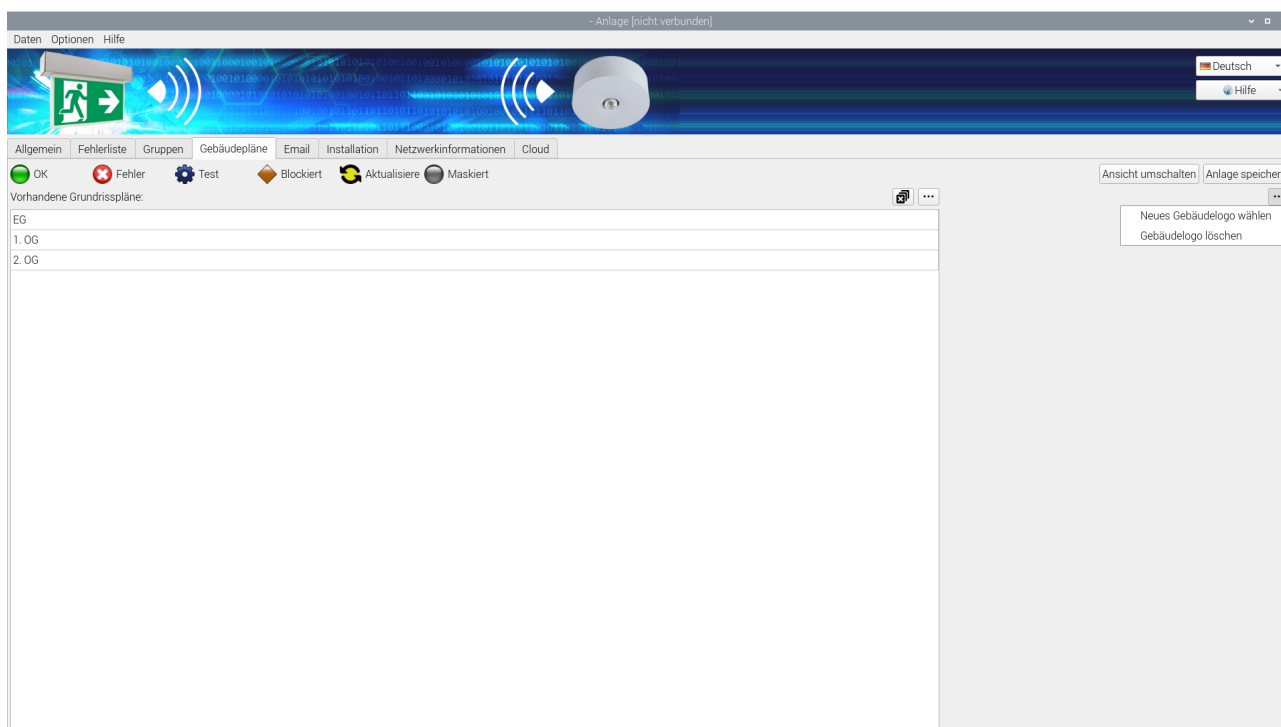 - Anlage [nicht verbunden]
Daten Optionen Hilfe
Deutsch
Hilfe
Allgemein Fehlerliste Gruppen Gebäudepläne Email Installation Netzwerkinformationen Cloud
OK Fehler Test Blockiert Aktualisiere Maskiert Ansicht umschalten Anlage speicher
Vorhandene Grundrisspläne: ... ...
EG Neues Gebäudelogo wählen
1. OG Gebäudelogo löschen
2. OG